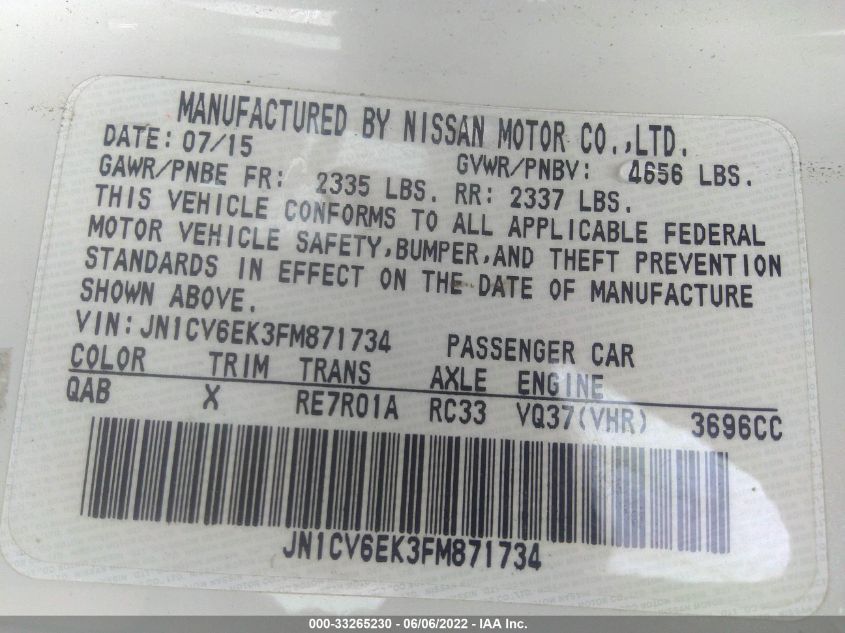 MANUFACTURED BY NISSAN MOTOR CO.,LTD.
DATE: 07/15 GVWR/PNBV: 4656 LBS.
GAWR/PNBE FR: 2335 LBS. RR: 2337 LBS.
THIS VEHICLE CONFORMS TO ALL APPLICABLE FEDERAL
MOTOR VEHICLE SAFETY,BUMPER,AND THEFT PREVENTION
STANDARDS IN EFFECT ON THE DATE OF MANUFACTURE
SHOWN ABOVE.
VIN: JN1CV6EK3FM871734 PASSENGER CAR
COLOR TRIM TRANS AXLE ENGINE
QAB X RE7R01A RC33 VQ37(VHR) 3696CC
JN1CV6EK3FM871734
000-33265230 - 06/06/2022 - IAA Inc.